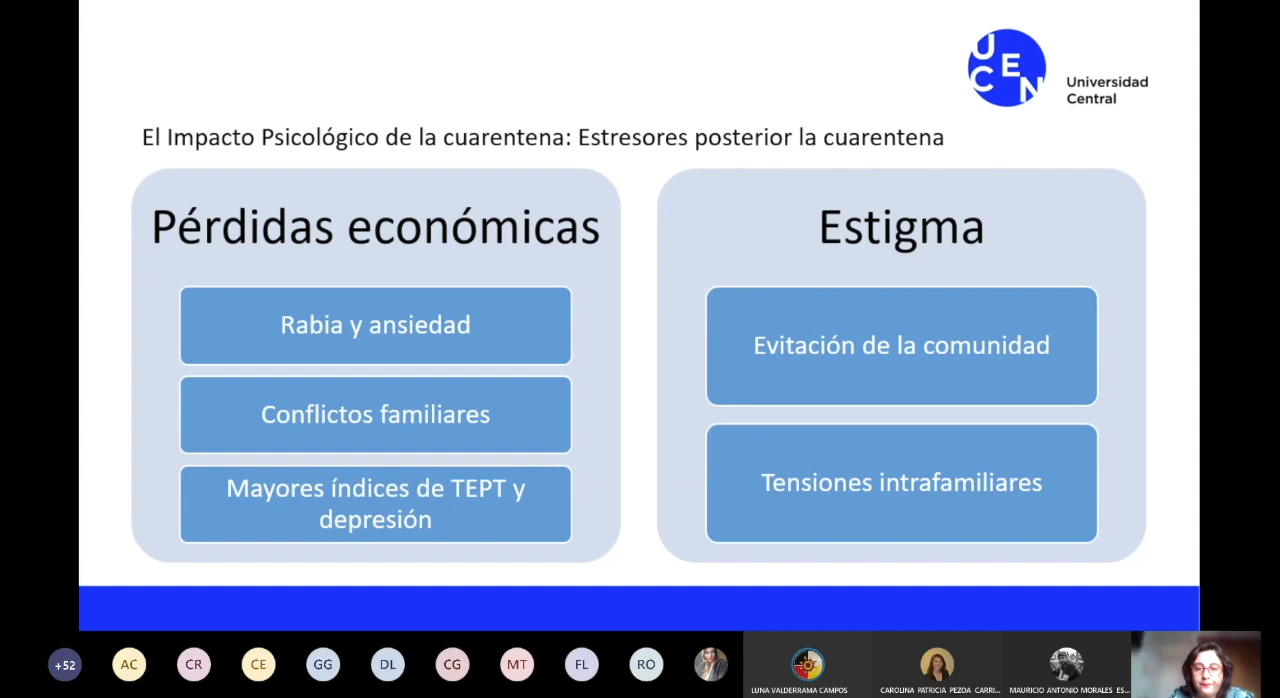 UCEN
Universidad
Central
El Impacto Psicológico de la cuarentena: Estresores posterior la cuarentena
Pérdidas económicas
Rabia y ansiedad
Conflictos familiares
Mayores índices de TEPT y
depresión
Estigma
Evitación de la comunidad
Tensiones intrafamiliares
+52
AC
CR
CE
GG
DL
CG
MT
FL
RO
LUNA VALDERRAMA CAMPOS
CAROLINA PATRICIA PEZOA CARRI...
MAURICIO ANTONIO MORALES ES...